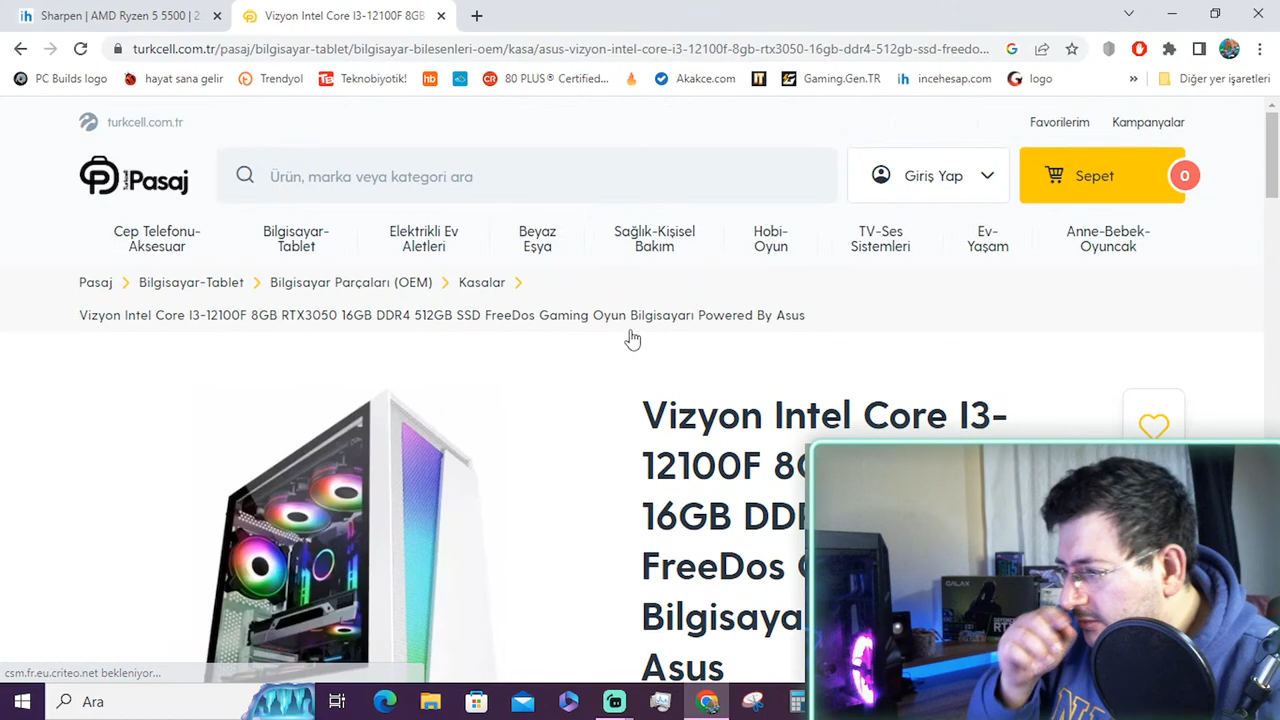 Sharpen | AMD Ryzen 5 5500 | 2
Vizyon Intel Core I3-12100F 8GB
turkcell.com.tr/pasaj/bilgisayar-tablet/bilgisayar-bilesenleri-oem/kasa/asus-vizyon-intel-core-i3-12100f-8gb-rtx3050-16gb-ddr4-512gb-ssd-freedo...
PC Builds logo
hayat sana gelir
Trendyol
Teknobiyotik!
80 PLUS® Certified...
Akakce.com
Gaming.Gen.TR
incehesap.com
logo
»
Diğer yer işaretleri
turkcell.com.tr
Favorilerim
Kampanyalar
Pasaj
Ürün, marka veya kategori ara
Giriş Yap
Sepet
0
Cep Telefonu-
Aksesuar
Bilgisayar-
Tablet
Elektrikli Ev
Aletleri
Beyaz
Eşya
Sağlık-Kişisel
Bakım
Hobi-
Oyun
TV-Ses
Sistemleri
Ev-
Yaşam
Anne-Bebek-
Oyuncak
Pasaj
Bilgisayar-Tablet
Bilgisayar Parçaları (OEM)
Kasalar
Vizyon Intel Core I3-12100F 8GB RTX3050 16GB DDR4 512GB SSD FreeDos Gaming Oyun Bilgisayarı Powered By Asus
Vizyon Intel Core I3-
12100F 8G
16GB DDR
FreeDos
Bilgisaya
Asus
GALAX
csm.fr.eu.criteo.net bekleniyor...
Ara